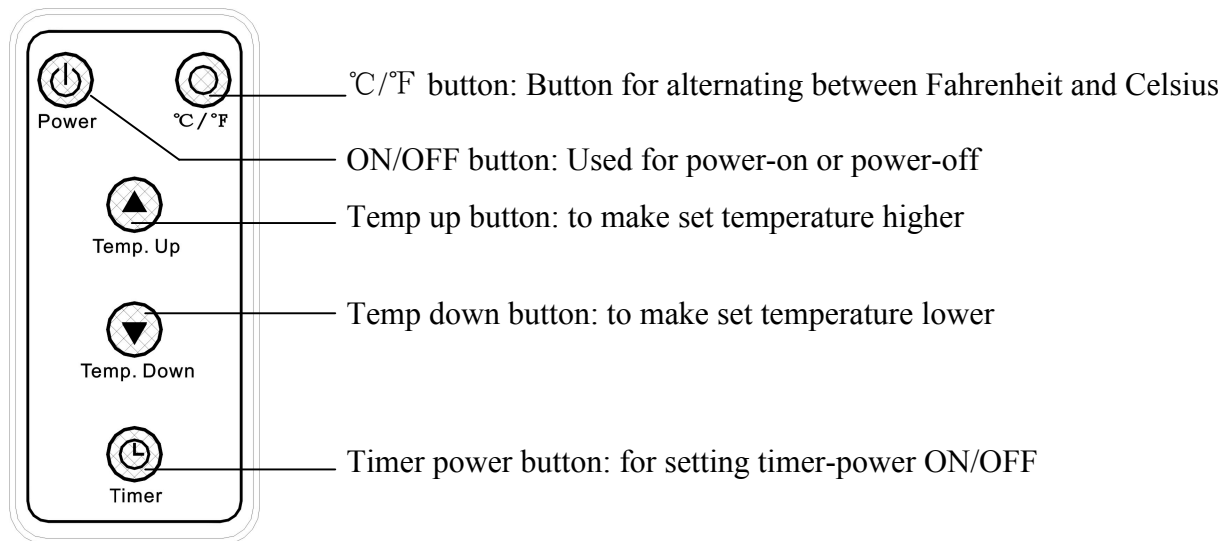 Power
°C/°F
Temp. Up
Temp. Down
Timer
℃/℉ button: Button for alternating between Fahrenheit and Celsius
ON/OFF button: Used for power-on or power-off
Temp up button: to make set temperature higher
Temp down button: to make set temperature lower
Timer power button: for setting timer-power ON/OFF